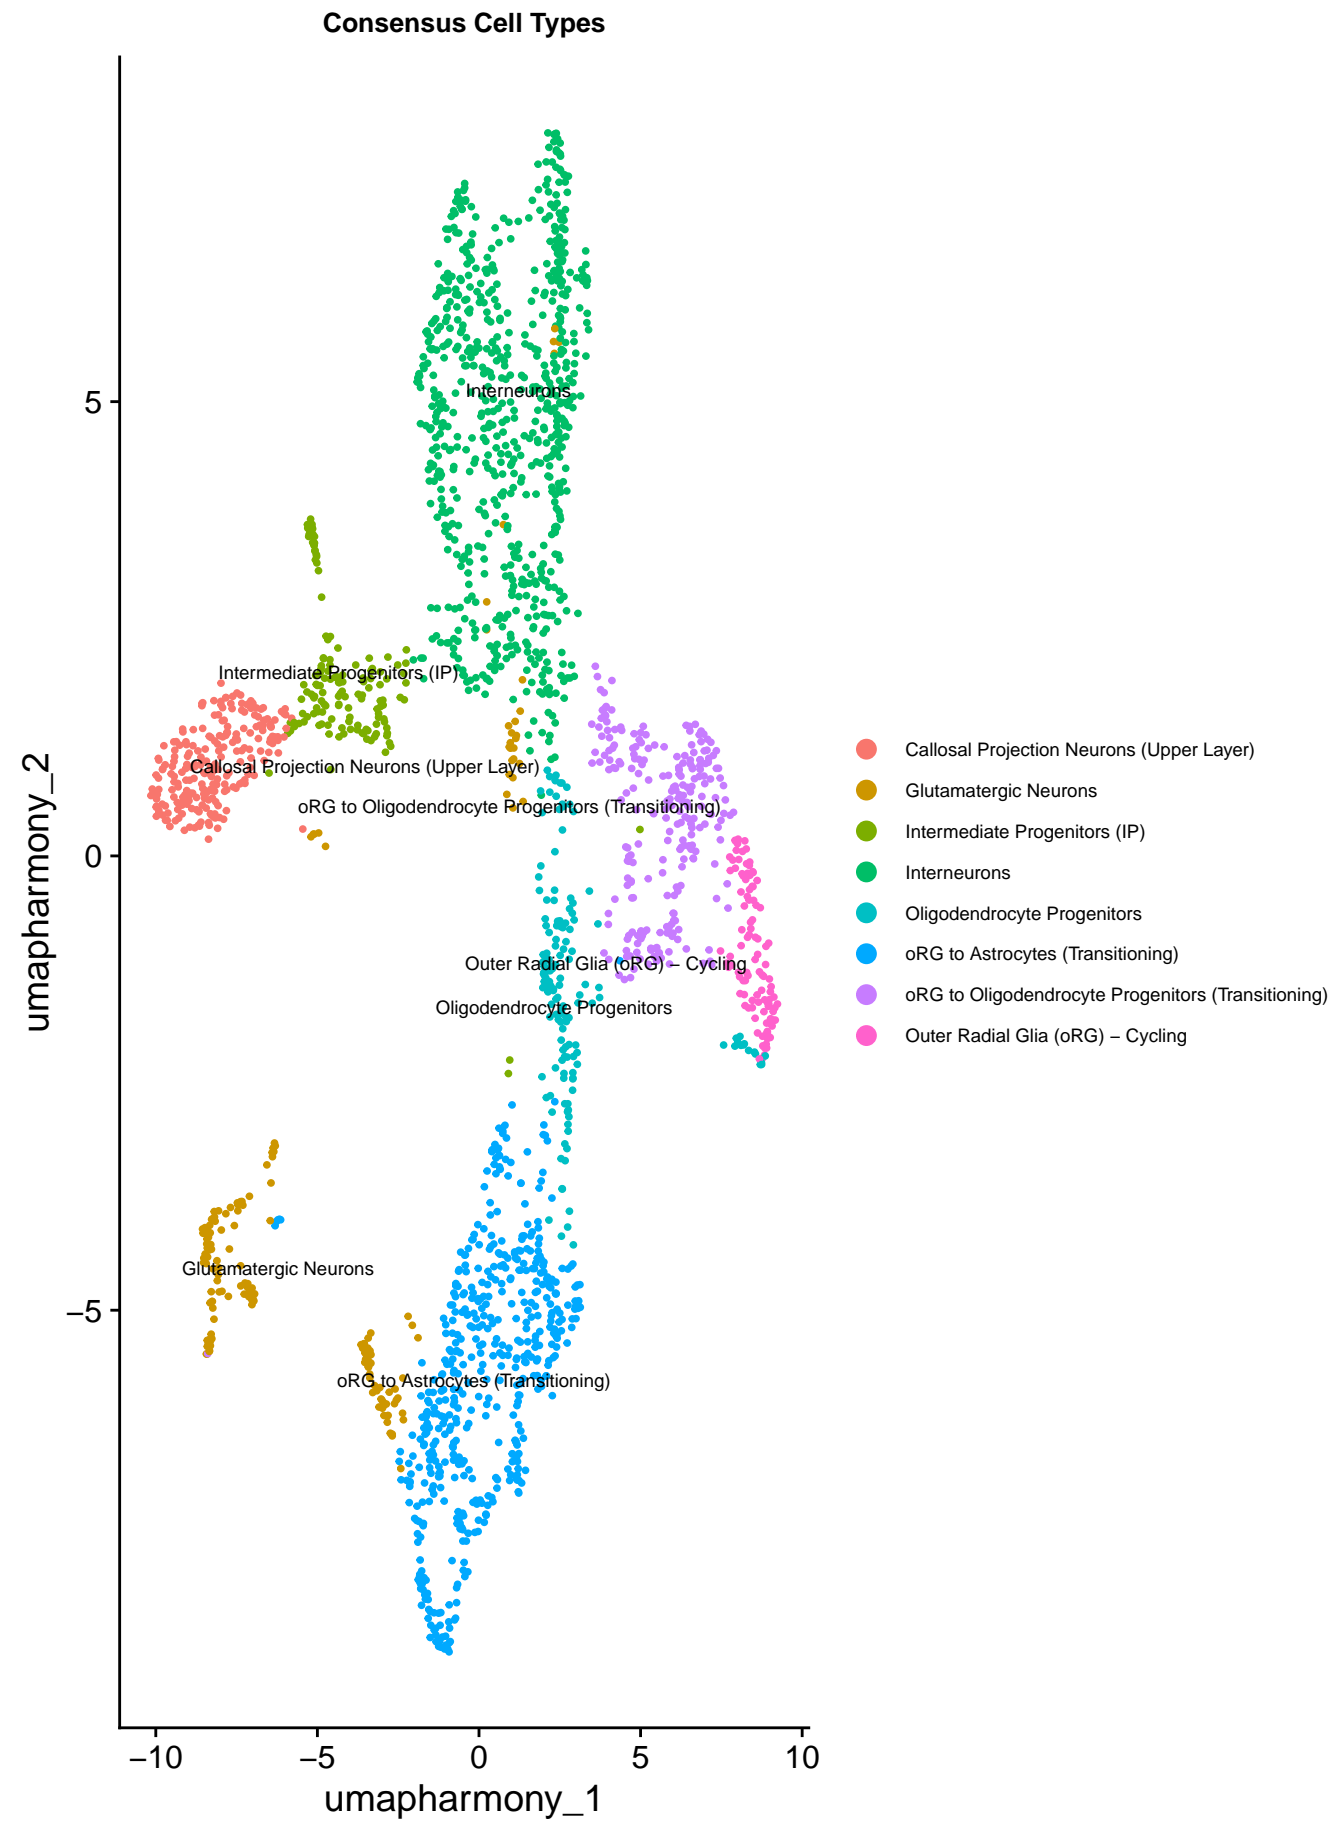 Consensus Cell Types
umapharmony_2
5
0
−5
Interneurons
Intermediate Progenitors (IP)
Callosal Projection Neurons (Upper Layer)
oRG to Oligodendrocyte Progenitors (Transitioning)
Outer Radial Glia (oRG) − Cycling
Oligodendrocyte Progenitors
Glutamatergic Neurons
oRG to Astrocytes (Transitioning)
−10
−5
0
5
10
umapharmony_1
Callosal Projection Neurons (Upper Layer)
Glutamatergic Neurons
Intermediate Progenitors (IP)
Interneurons
Oligodendrocyte Progenitors
oRG to Astrocytes (Transitioning)
oRG to Oligodendrocyte Progenitors (Transitioning)
Outer Radial Glia (oRG) − Cycling